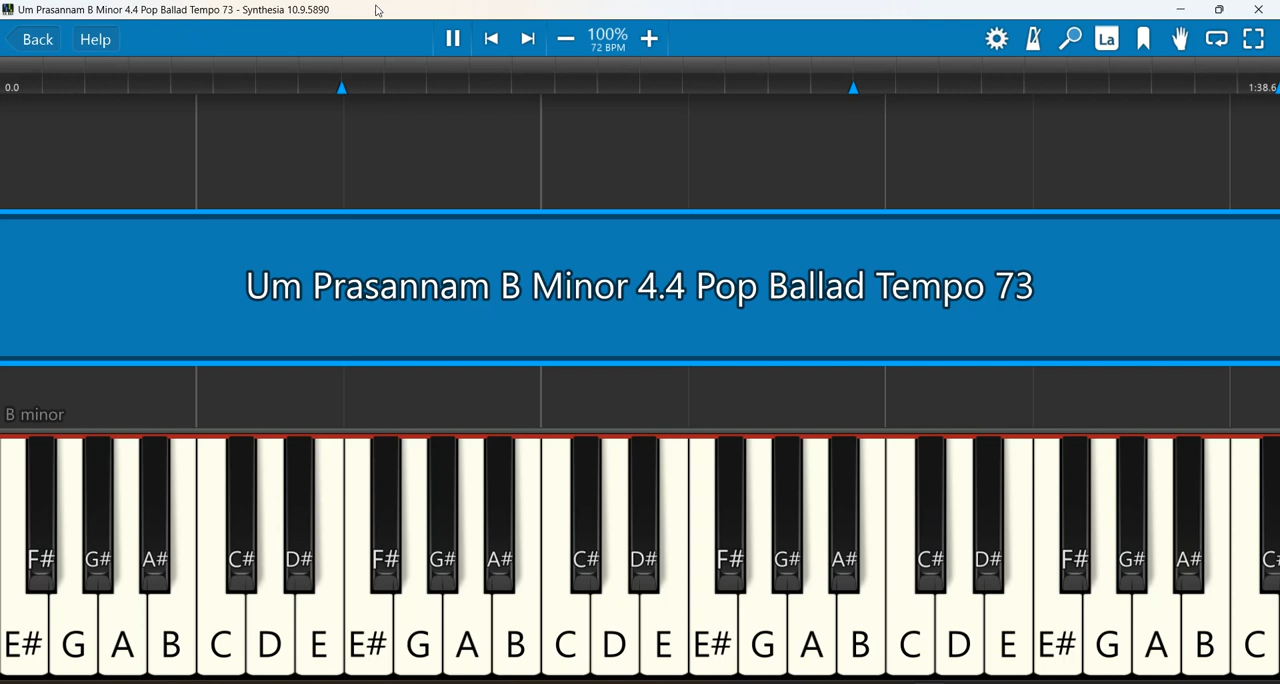 Um Prasannam B Minor 4.4 Pop Ballad Tempo 73 - Synthesia 10.9.5890
Back Help 100% La
72 BPM
0.0 1:38.6
Um Prasannam B Minor 4.4 Pop Ballad Tempo 73
B minor
F# G# A# C# D# F# G# A# C# D# F# G# A# C# D# F# G# A# C
E# G A B C D E E# G A B C D E E# G A B C D E E# G A B C